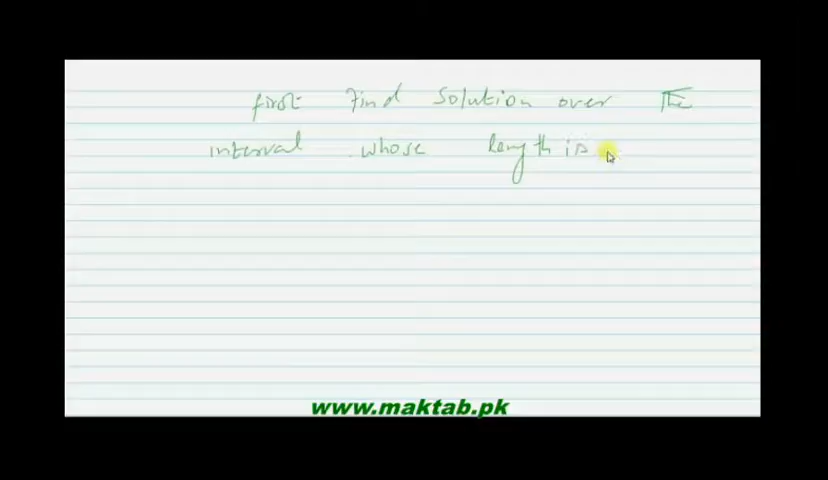 first Find Solution over The
interval whose length is
www.maktab.pk